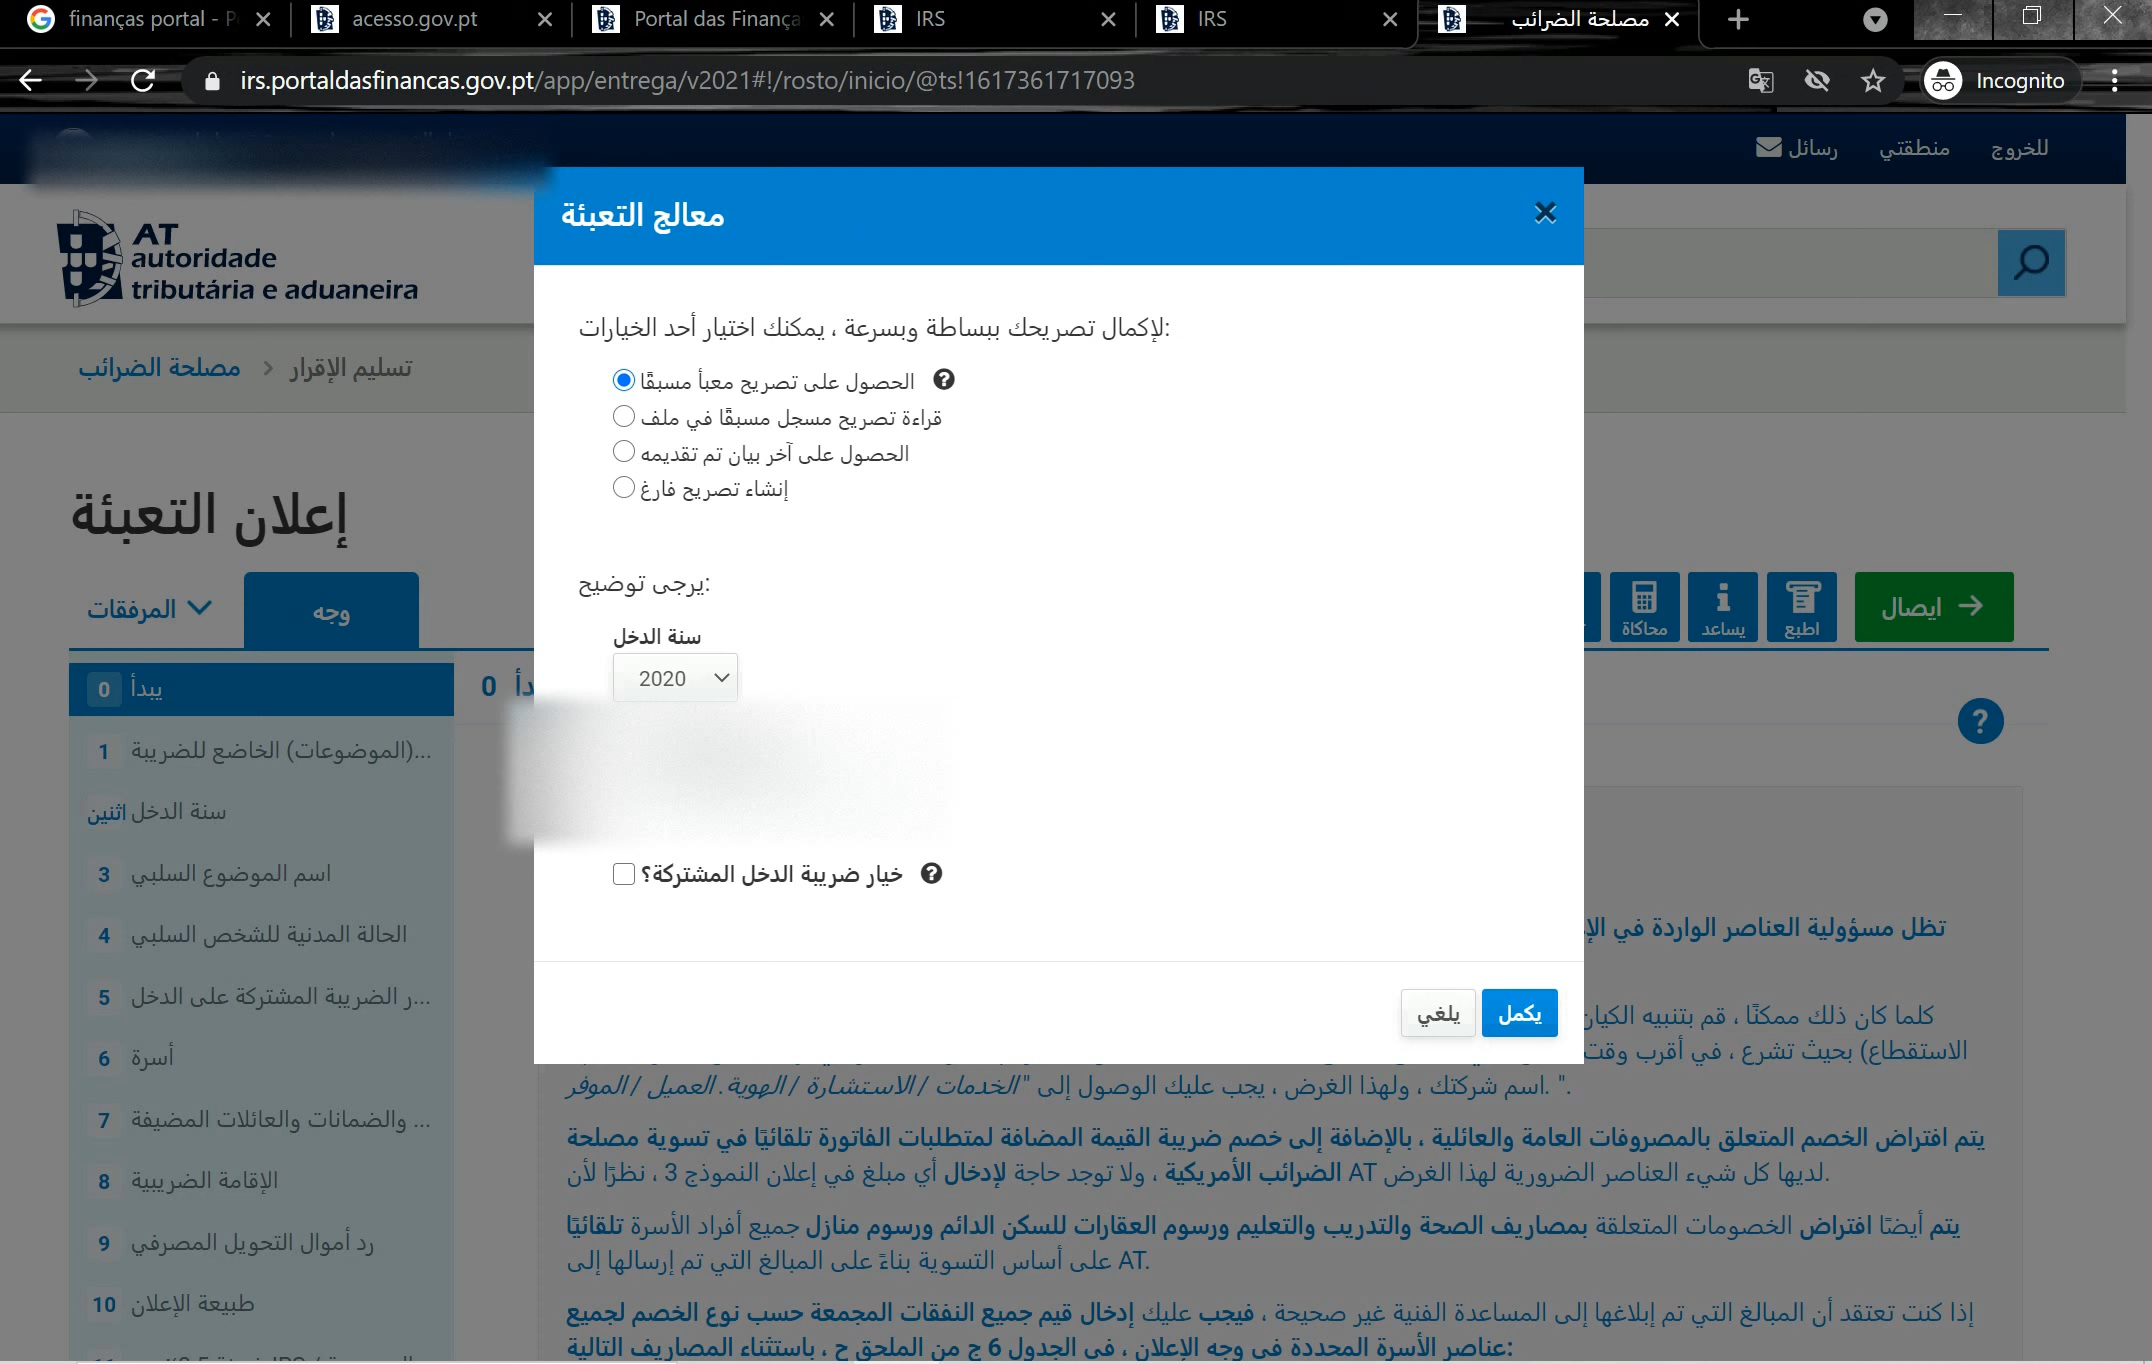 finanças portal - P
acesso.gov.pt
Portal das Finança
IRS
IRS
مصلحة الضرائب
irs.portaldasfinancas.gov.pt/app/entrega/v2021#!/rosto/inicio/@ts!1617361717093
Incognito
رسائل
منطقتي
للخروج
AT
autoridade
tributária e aduaneira
مصلحة الضرائب > تسليم الإقرار
معالج التعبئة
لإكمال تصريحك ببساطة وبسرعة ، يمكنك اختيار أحد الخيارات:
الحصول على تصريح معبأ مسبقًا
قراءة تصريح مسجل مسبقًا في ملف
الحصول على آخر بيان تم تقديمه
إنشاء تصريح فارغ
يرجى توضيح:
سنة الدخل
2020
خيار ضريبة الدخل المشتركة؟
يلغي
يكمل
إعلان التعبئة
المرفقات
وجه
محاكاة
يساعد
اطبع
ايصال
0 يبدأ
0
1 (الموضوعات) الخاضع للضريبة...
اثنين سنة الدخل
3 اسم الموضوع السلبي
4 الحالة المدنية للشخص السلبي
5 ر الضريبة المشتركة على الدخل...
6 أسرة
7 والضمانات والعائلات المضيفة ...
8 الإقامة الضريبية
9 رد أموال التحويل المصرفي
10 طبيعة الإعلان
تظل مسؤولية العناصر الواردة في
كلما كان ذلك ممكنًا ، قم بتنبيه الكيان
الاستقطاع) بحيث تشرع ، في أقرب وقت
اسم شركتك ، ولهذا الغرض ، يجب عليك الوصول إلى "الخدمات / الاستشارة / الهوية. العميل / الموفر ".
يتم افتراض الخصم المتعلق بالمصروفات العامة والعائلية ، بالإضافة إلى خصم ضريبة القيمة المضافة لمتطلبات الفاتورة تلقائيًا في تسوية مصلحة
الضرائب الأمريكية ، ولا توجد حاجة لإدخال أي مبلغ في إعلان النموذج 3 ، نظرًا لأن AT لديها كل شيء العناصر الضرورية لهذا الغرض.
يتم أيضًا افتراض الخصومات المتعلقة بمصاريف الصحة والتدريب والتعليم ورسوم العقارات للسكن الدائم ورسوم منازل جميع أفراد الأسرة تلقائيًا
على أساس التسوية بناءً على المبالغ التي تم إرسالها إلى AT.
إذا كنت تعتقد أن المبالغ التي تم إبلاغها إلى المساعدة الفنية غير صحيحة ، فيجب عليك إدخال قيم جميع النفقات المجمعة حسب نوع الخصم لجميع
عناصر الأسرة المحددة في وجه الإعلان ، في الجدول 6 ج من الملحق ح ، باستثناء المصاريف التالية: